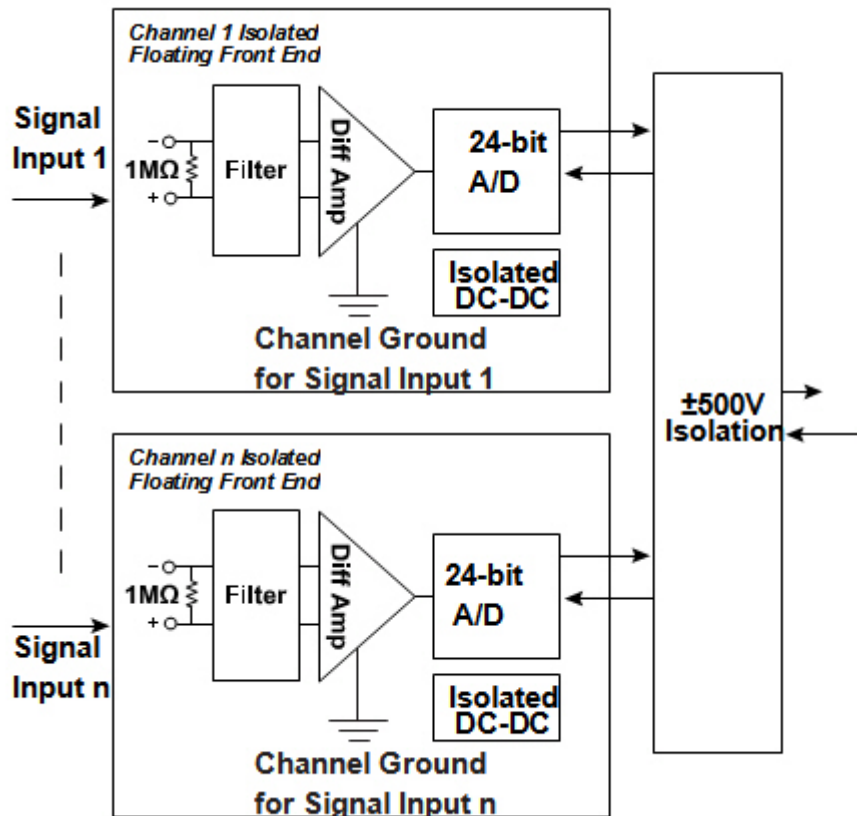 Channel 1 Isolated
Floating Front End
Signal
Input 1
−
1MΩ
+
Filter
Diff Amp
24-bit
A/D
Isolated
DC-DC
Channel Ground
for Signal Input 1
±500V
Isolation
Channel n Isolated
Floating Front End
−
1MΩ
+
Filter
Diff Amp
24-bit
A/D
Signal
Input n
Isolated
DC-DC
Channel Ground
for Signal Input n